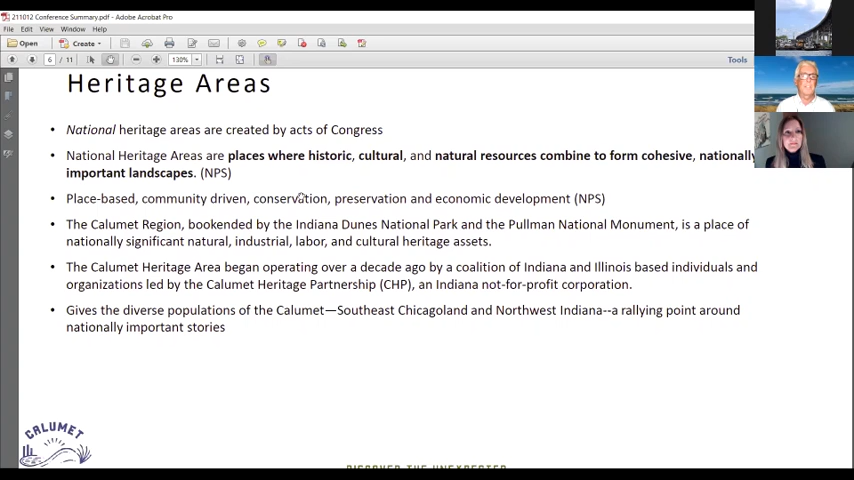 211012 Conference Summary.pdf - Adobe Acrobat Pro
File Edit View Window Help
Open Create
6 / 11 130% Tools
Heritage Areas
• National heritage areas are created by acts of Congress
• National Heritage Areas are places where historic, cultural, and natural resources combine to form cohesive, nationally
important landscapes. (NPS)
• Place-based, community driven, conservation, preservation and economic development (NPS)
• The Calumet Region, bookended by the Indiana Dunes National Park and the Pullman National Monument, is a place of
nationally significant natural, industrial, labor, and cultural heritage assets.
• The Calumet Heritage Area began operating over a decade ago by a coalition of Indiana and Illinois based individuals and
organizations led by the Calumet Heritage Partnership (CHP), an Indiana not-for-profit corporation.
• Gives the diverse populations of the Calumet—Southeast Chicagoland and Northwest Indiana--a rallying point around
nationally important stories
CALUMET
DISCOVER THE UNEXPECTED